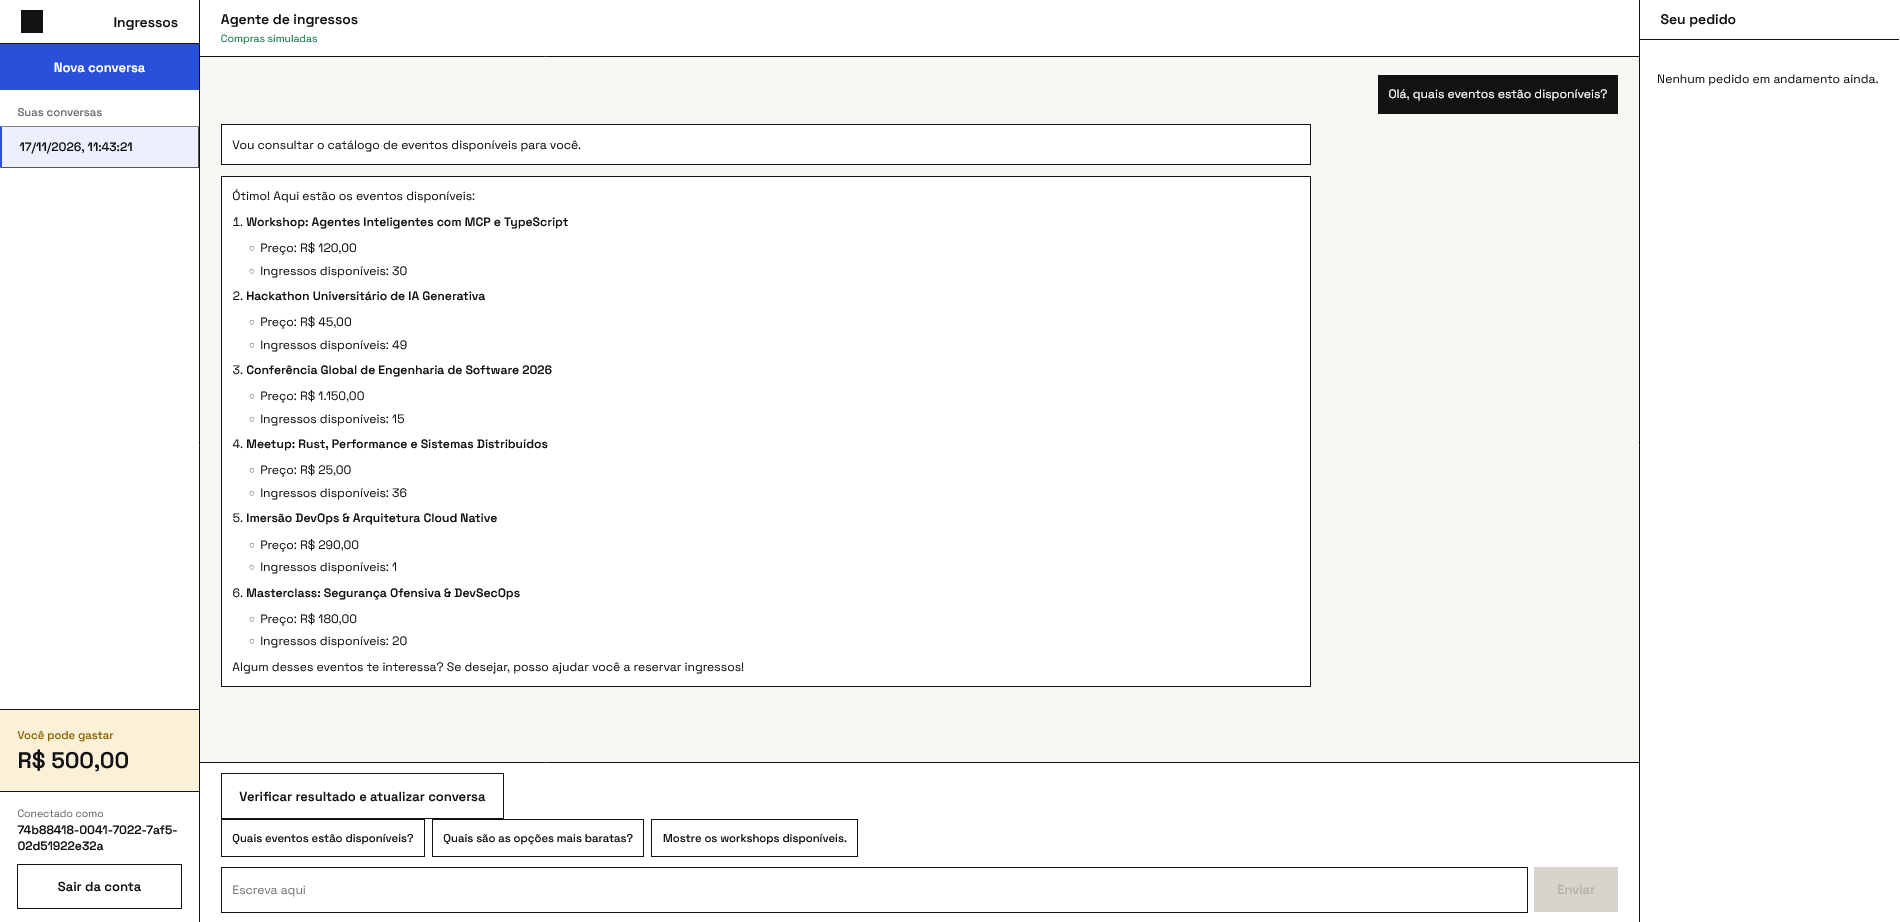 Ingressos
Nova conversa
Suas conversas
17/11/2026, 11:43:21
Você pode gastar
R$ 500,00
Conectado como
74b88418-0041-7022-7af5-
02d51922e32a
Sair da conta
Agente de ingressos
Compras simuladas
Olá, quais eventos estão disponíveis?
Vou consultar o catálogo de eventos disponíveis para você.
Ótimo! Aqui estão os eventos disponíveis:
1. Workshop: Agentes Inteligentes com MCP e TypeScript
Preço: R$ 120,00
Ingressos disponíveis: 30
2. Hackathon Universitário de IA Generativa
Preço: R$ 45,00
Ingressos disponíveis: 49
3. Conferência Global de Engenharia de Software 2026
Preço: R$ 1.150,00
Ingressos disponíveis: 15
4. Meetup: Rust, Performance e Sistemas Distribuídos
Preço: R$ 25,00
Ingressos disponíveis: 36
5. Imersão DevOps & Arquitetura Cloud Native
Preço: R$ 290,00
Ingressos disponíveis: 1
6. Masterclass: Segurança Ofensiva & DevSecOps
Preço: R$ 180,00
Ingressos disponíveis: 20
Algum desses eventos te interessa? Se desejar, posso ajudar você a reservar ingressos!
Verificar resultado e atualizar conversa
Quais eventos estão disponíveis?
Quais são as opções mais baratas?
Mostre os workshops disponíveis.
Escreva aqui
Enviar
Seu pedido
Nenhum pedido em andamento ainda.